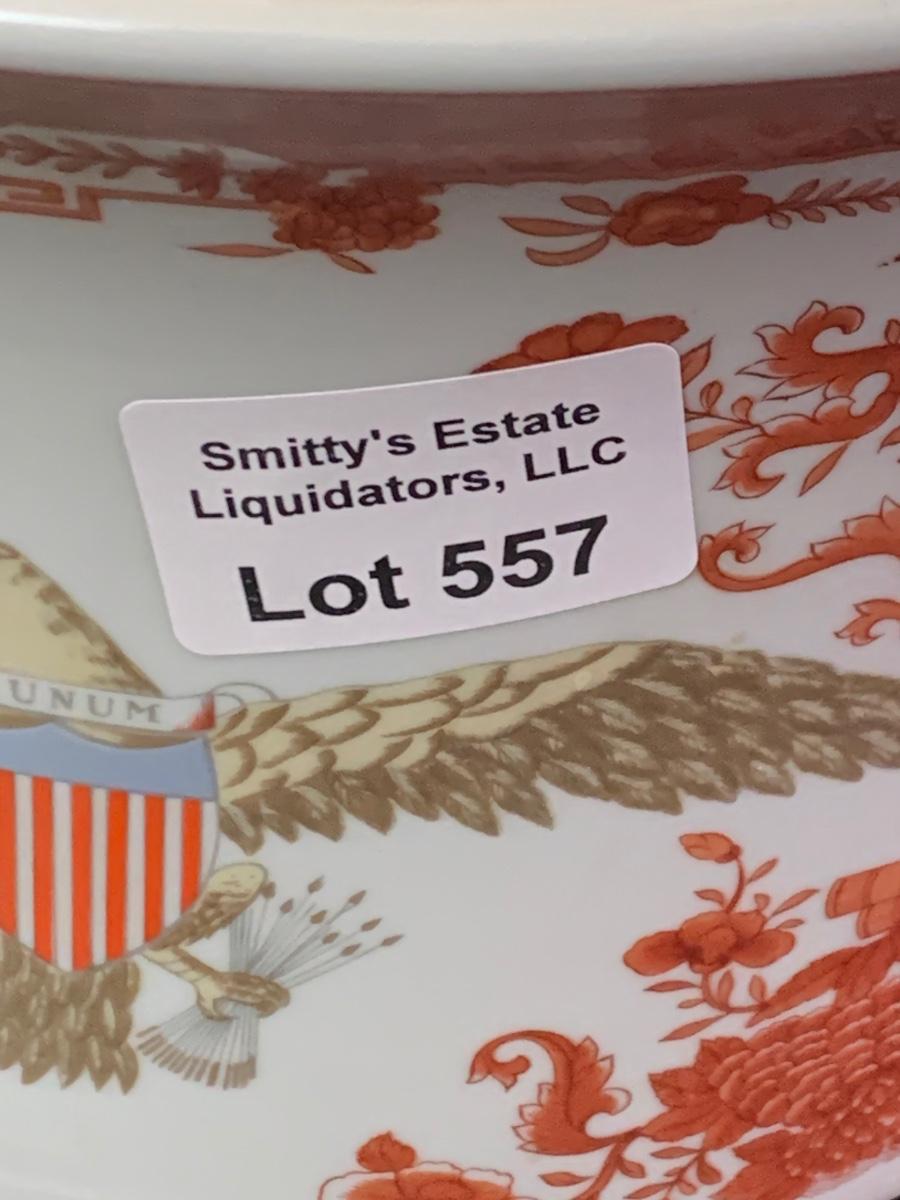 Smitty's Estate
Liquidators, LLC
Lot 557
UNUM